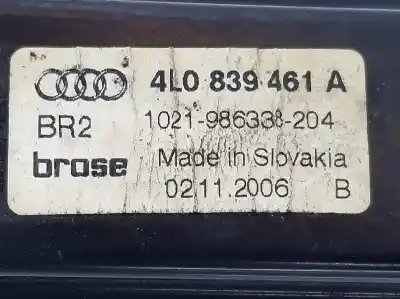 4L0 839 461 A
BR2 1021-986338-204
brose Made in Slovakia
02.11.2006 B